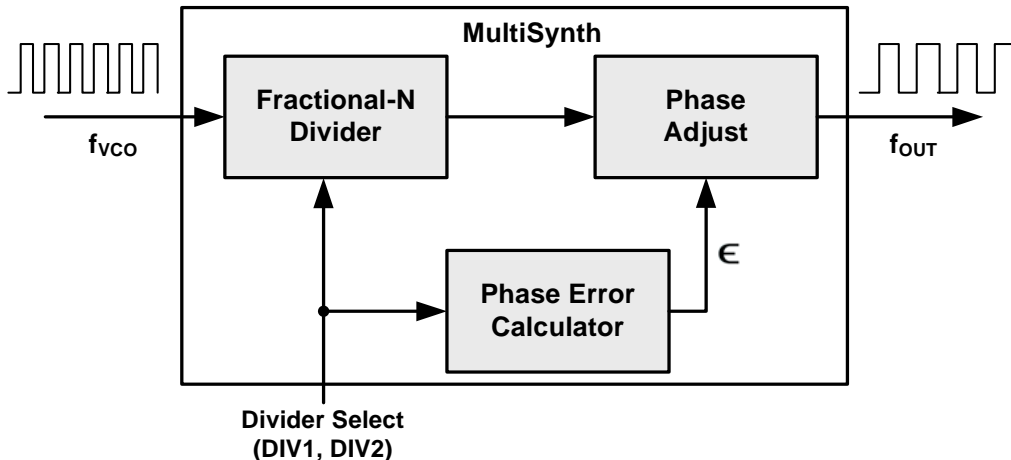 MultiSynth
Fractional-N
Divider
Phase
Adjust
fVCO
fOUT
ϵ
Phase Error
Calculator
Divider Select
(DIV1, DIV2)